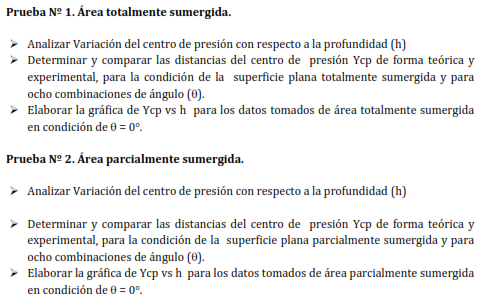 Prueba Nº 1. Área totalmente sumergida.
➢ Analizar Variación del centro de presión con respecto a la profundidad (h)
➢ Determinar y comparar las distancias del centro de presión Ycp de forma teórica y
experimental, para la condición de la superficie plana totalmente sumergida y para
ocho combinaciones de ángulo (θ).
➢ Elaborar la gráfica de Ycp vs h para los datos tomados de área totalmente sumergida
en condición de θ = 0°.
Prueba Nº 2. Área parcialmente sumergida.
➢ Analizar Variación del centro de presión con respecto a la profundidad (h)
➢ Determinar y comparar las distancias del centro de presión Ycp de forma teórica y
experimental, para la condición de la superficie plana parcialmente sumergida y para
ocho combinaciones de ángulo (θ).
➢ Elaborar la gráfica de Ycp vs h para los datos tomados de área parcialmente sumergida
en condición de θ = 0°.